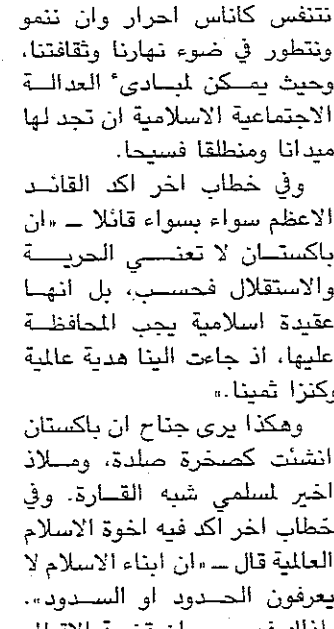 نتنفس كاناس احرار وان ننمو
ونتطور في ضوء نهارنا وثقافتنا،
وحيث يمكن لمبادىء العدالة
الاجتماعية الاسلامية ان تجد لها
ميدانا ومنطلقا فسيحا.
وفي خطاب اخر اكد القائد
الاعظم سواء بسواء قائلا ــ «ان
باكستان لا تعني الحرية
والاستقلال فحسب، بل انها
عقيدة اسلامية يجب المحافظة
عليها، اذ جاءت الينا هدية عالمية
وكنزا ثمينا.»
وهكذا يرى جناح ان باكستان
انشئت كصخرة صلدة، وملاذ
اخير لمسلمي شبه القارة. وفي
خطاب اخر اكد فيه اخوة الاسلام
العالمية قال ــ «ان ابناء الاسلام لا
يعرفون الحدود او السدود».